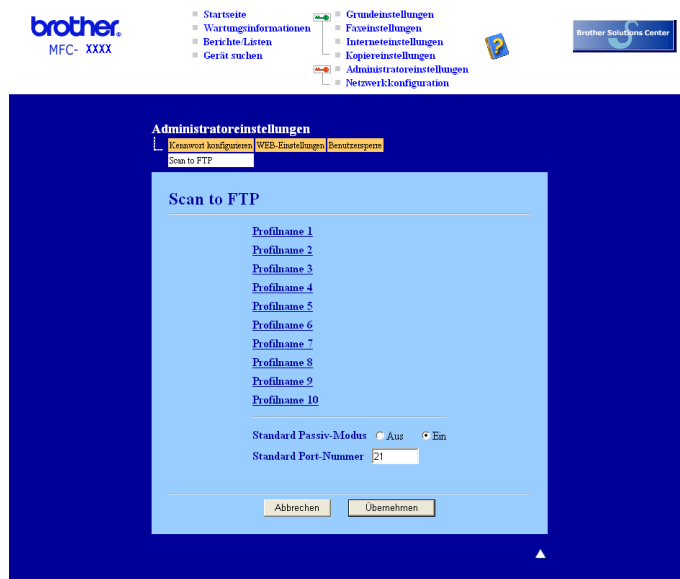 brother®
MFC- XXXX
Startseite
Wartungsinformationen
Berichte/Listen
Gerät suchen
Grundeinstellungen
Faxeinstellungen
Interneteinstellungen
Kopiereinstellungen
Administratoreinstellungen
Netzwerkkonfiguration
?
Brother Solutions Center
Administratoreinstellungen
Kennwort konfigurieren WEB-Einstellungen Benutzersperre
Scan to FTP
Scan to FTP
Profilname 1
Profilname 2
Profilname 3
Profilname 4
Profilname 5
Profilname 6
Profilname 7
Profilname 8
Profilname 9
Profilname 10
Standard Passiv-Modus Aus Ein
Standard Port-Nummer 21
Abbrechen Übernehmen